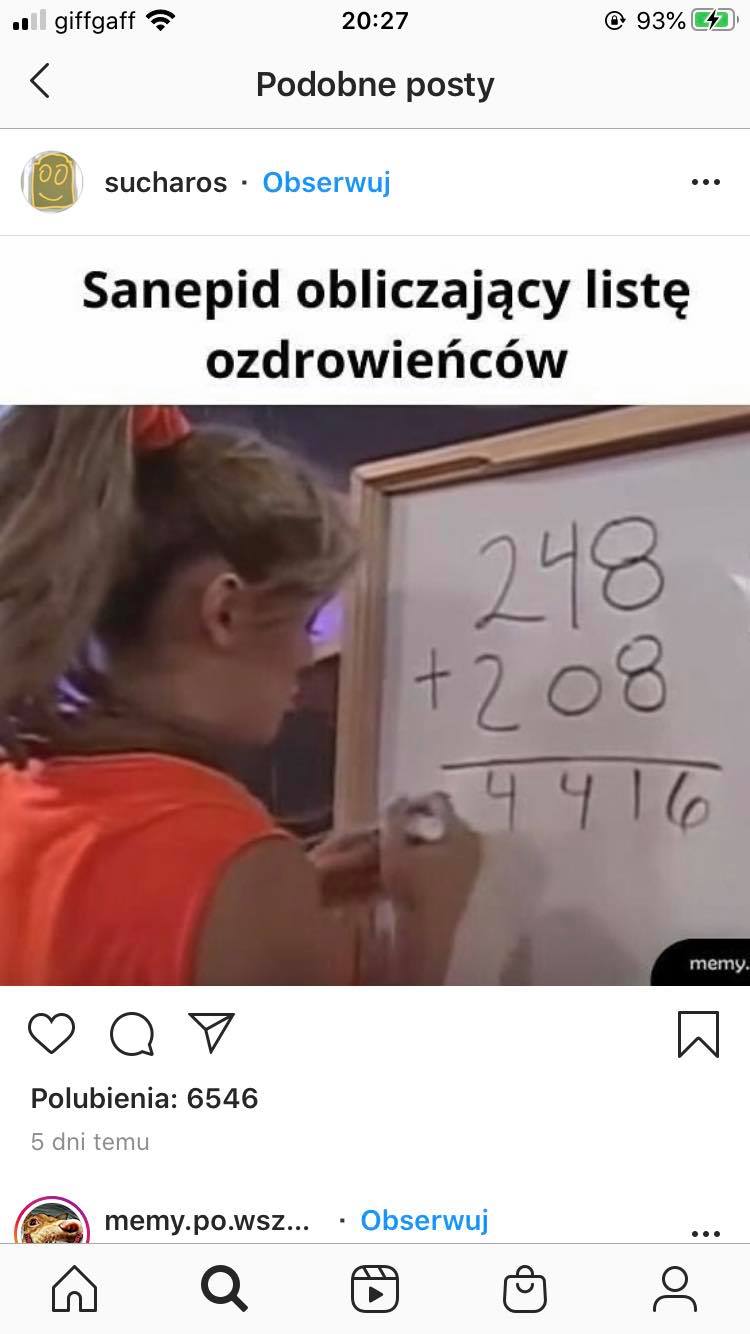 giffgaff 20:27 93%
Podobne posty
sucharos · Obserwuj
Sanepid obliczający listę
ozdrowieńców
248
+208
4416
memy.
Polubienia: 6546
5 dni temu
memy.po.wsz... · Obserwuj